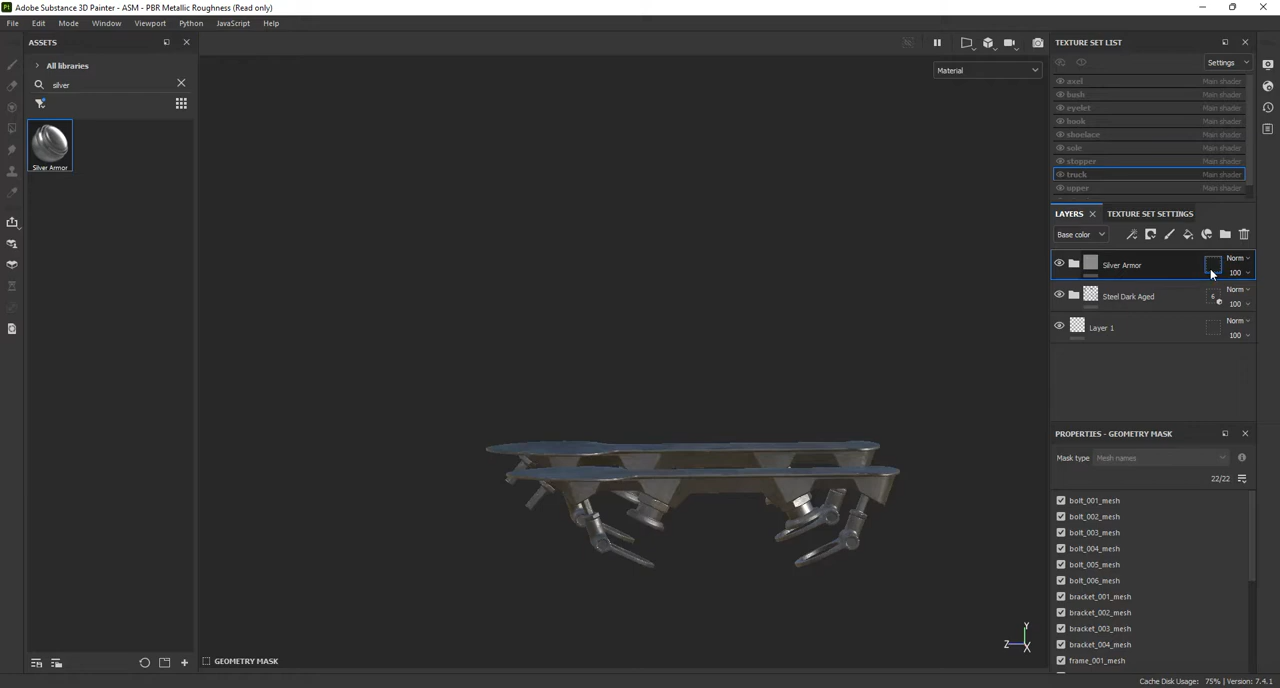 Pt Adobe Substance 3D Painter - ASM - PBR Metallic Roughness (Read only)
File Edit Mode Window Viewport Python JavaScript Help
ASSETS
All libraries
silver
Silver Armor
Material
GEOMETRY MASK
Y
Z
X
TEXTURE SET LIST
Settings
axel Main shader
bush Main shader
eyelet Main shader
hook Main shader
shoelace Main shader
sole Main shader
stopper Main shader
truck Main shader
upper Main shader
LAYERS TEXTURE SET SETTINGS
Base color
Silver Armor Norm
100
Steel Dark Aged 6 Norm
100
Layer 1 Norm
100
PROPERTIES - GEOMETRY MASK
Mask type Mesh names
22/22
bolt_001_mesh
bolt_002_mesh
bolt_003_mesh
bolt_004_mesh
bolt_005_mesh
bolt_006_mesh
bracket_001_mesh
bracket_002_mesh
bracket_003_mesh
bracket_004_mesh
frame_001_mesh
Cache Disk Usage: 75% | Version: 7.4.1